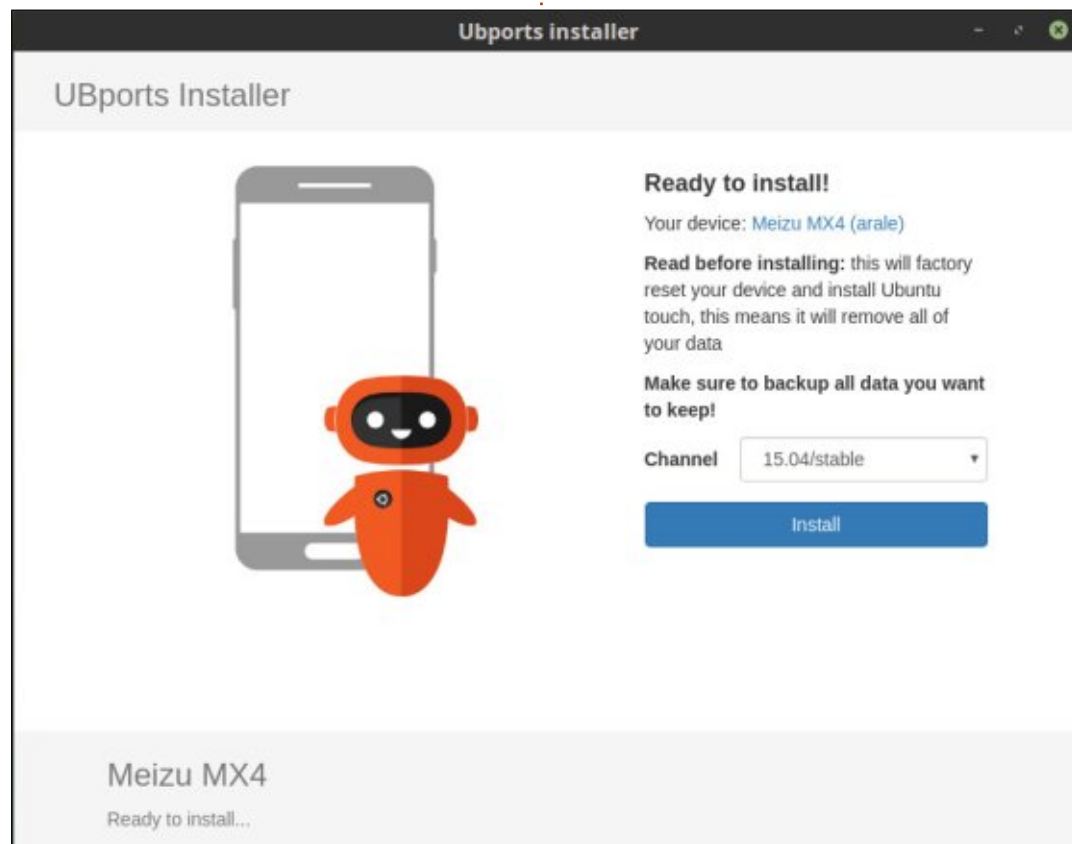 Ubports installer
UBports Installer
Ready to install!
Your device: Meizu MX4 (arale)
Read before installing: this will factory
reset your device and install Ubuntu
touch, this means it will remove all of
your data
Make sure to backup all data you want
to keep!
Channel 15.04/stable
Install
Meizu MX4
Ready to install...